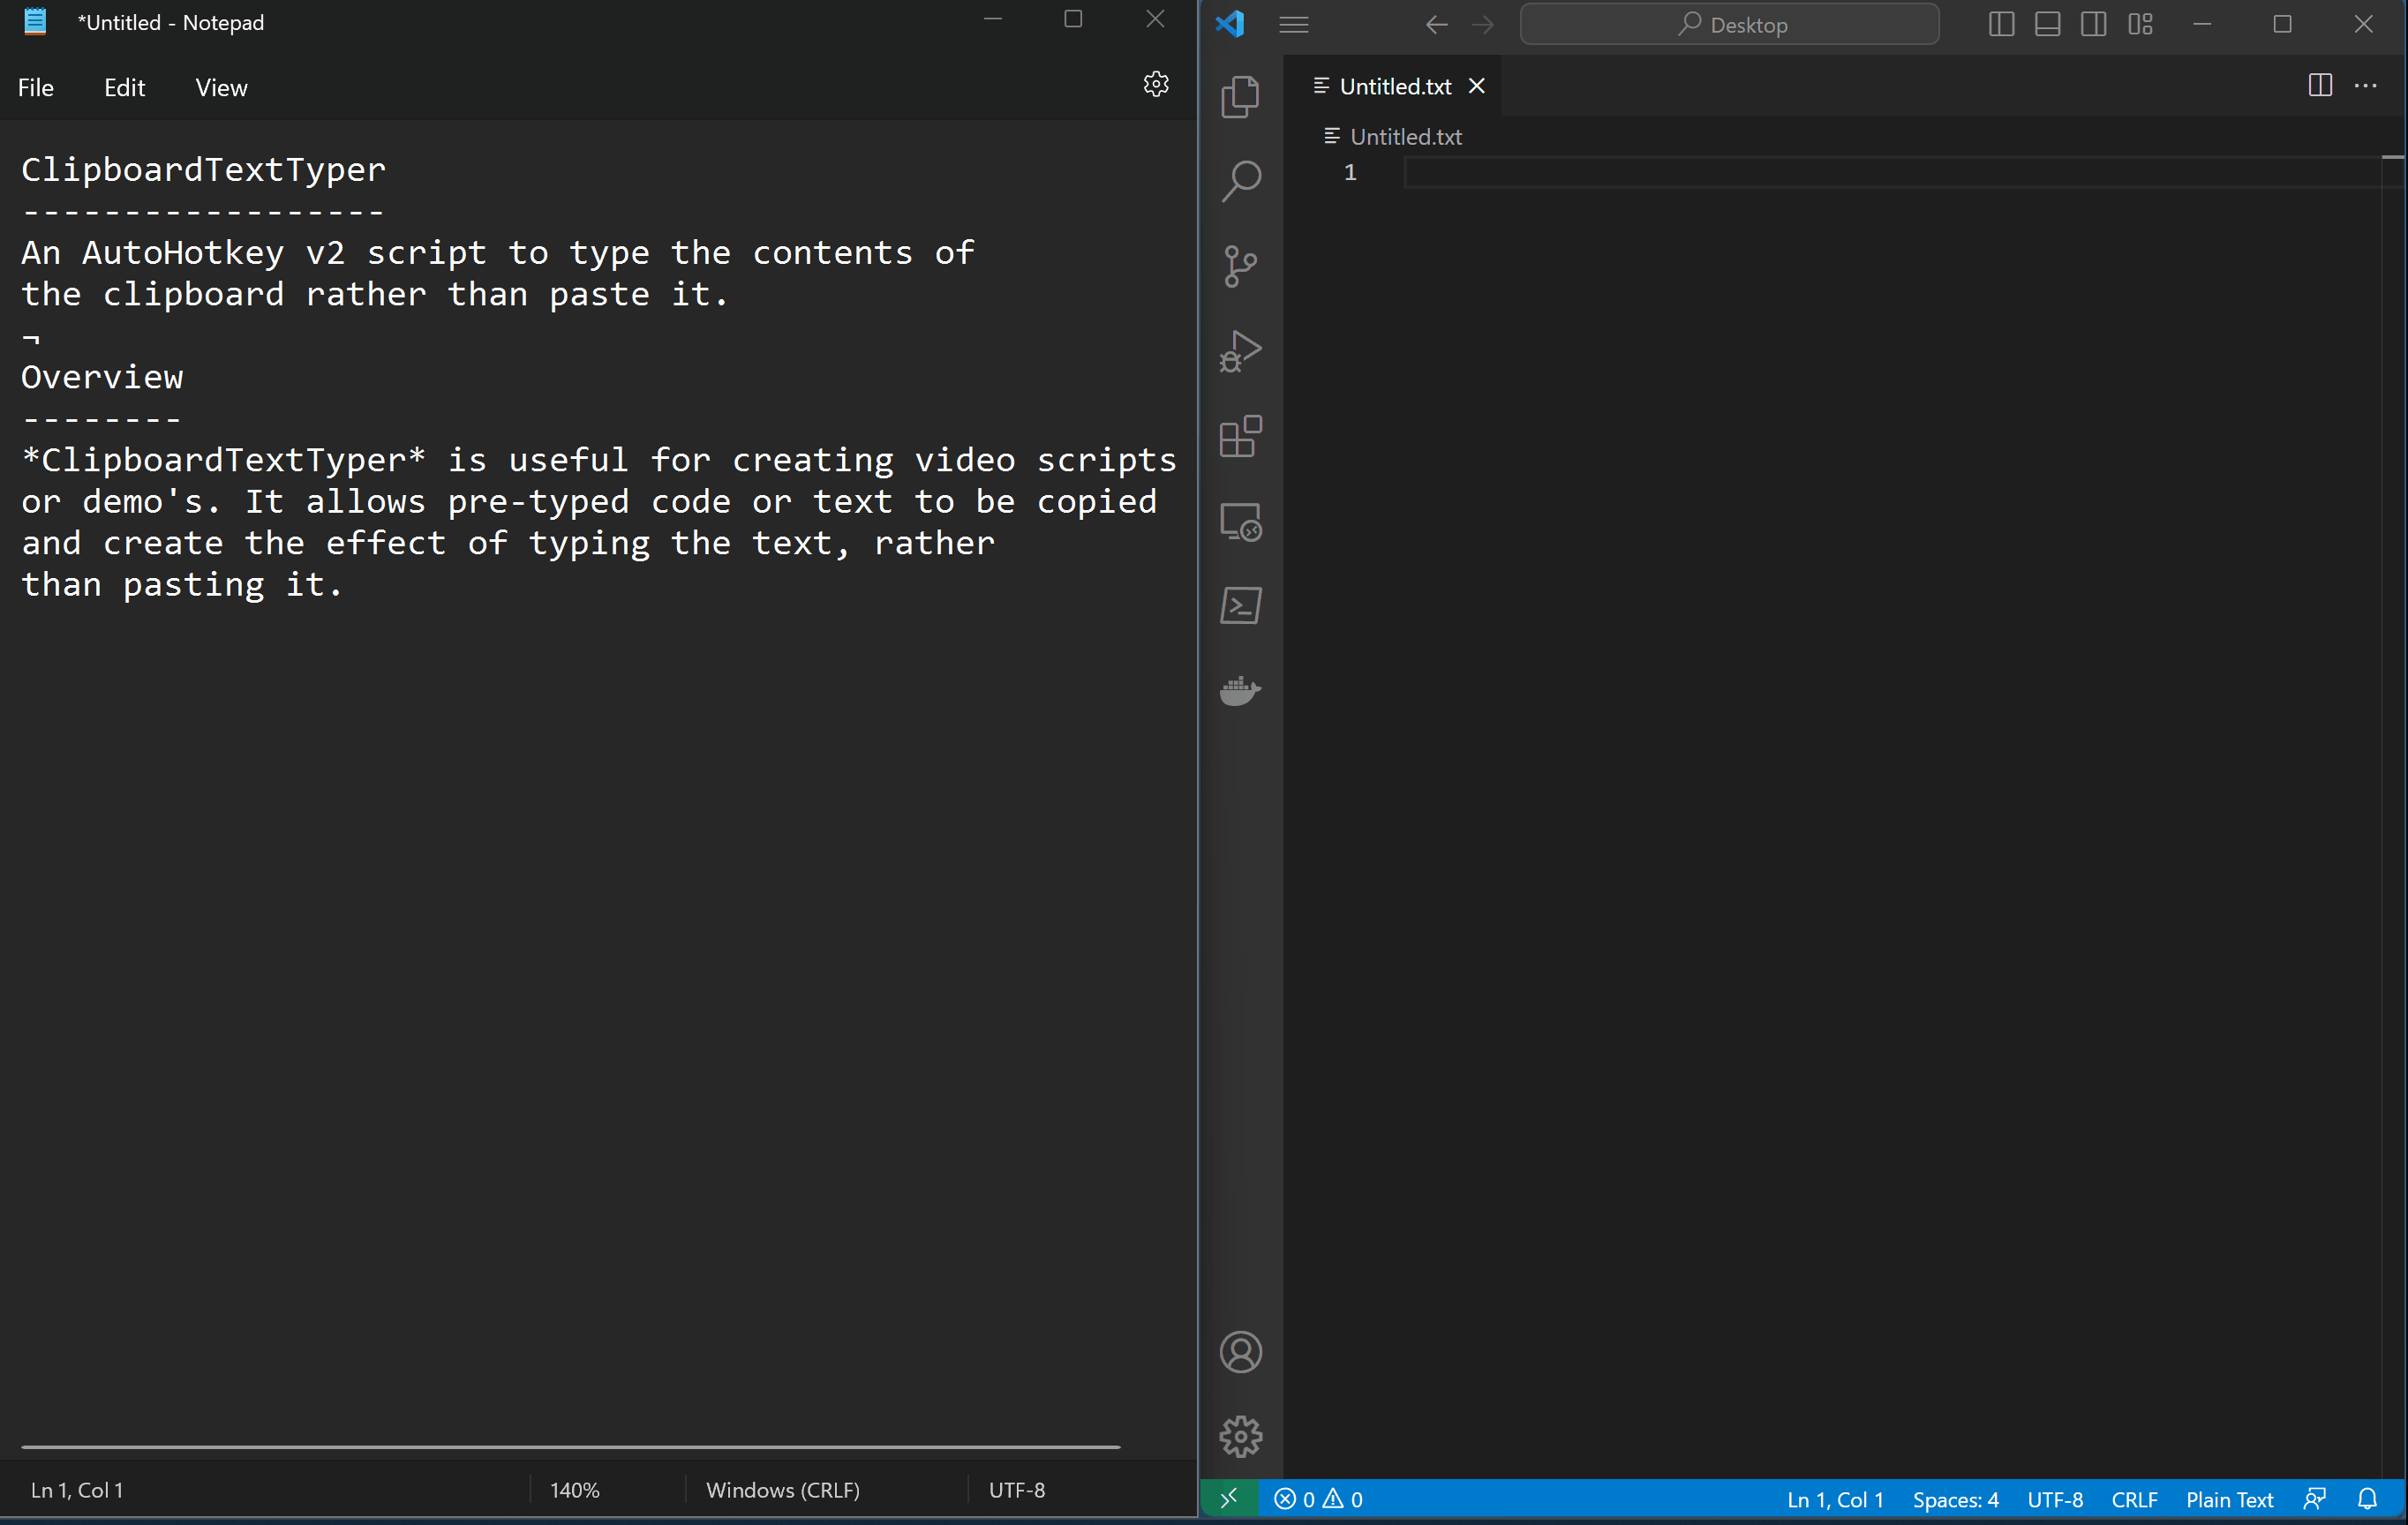 *Untitled - Notepad
File Edit View
ClipboardTextTyper
------------------
An AutoHotkey v2 script to type the contents of
the clipboard rather than paste it.
¬
Overview
--------
*ClipboardTextTyper* is useful for creating video scripts
or demo's. It allows pre-typed code or text to be copied
and create the effect of typing the text, rather
than pasting it.
Ln 1, Col 1 140% Windows (CRLF) UTF-8
Desktop
Untitled.txt
Untitled.txt
1
0 0 Ln 1, Col 1 Spaces: 4 UTF-8 CRLF Plain Text